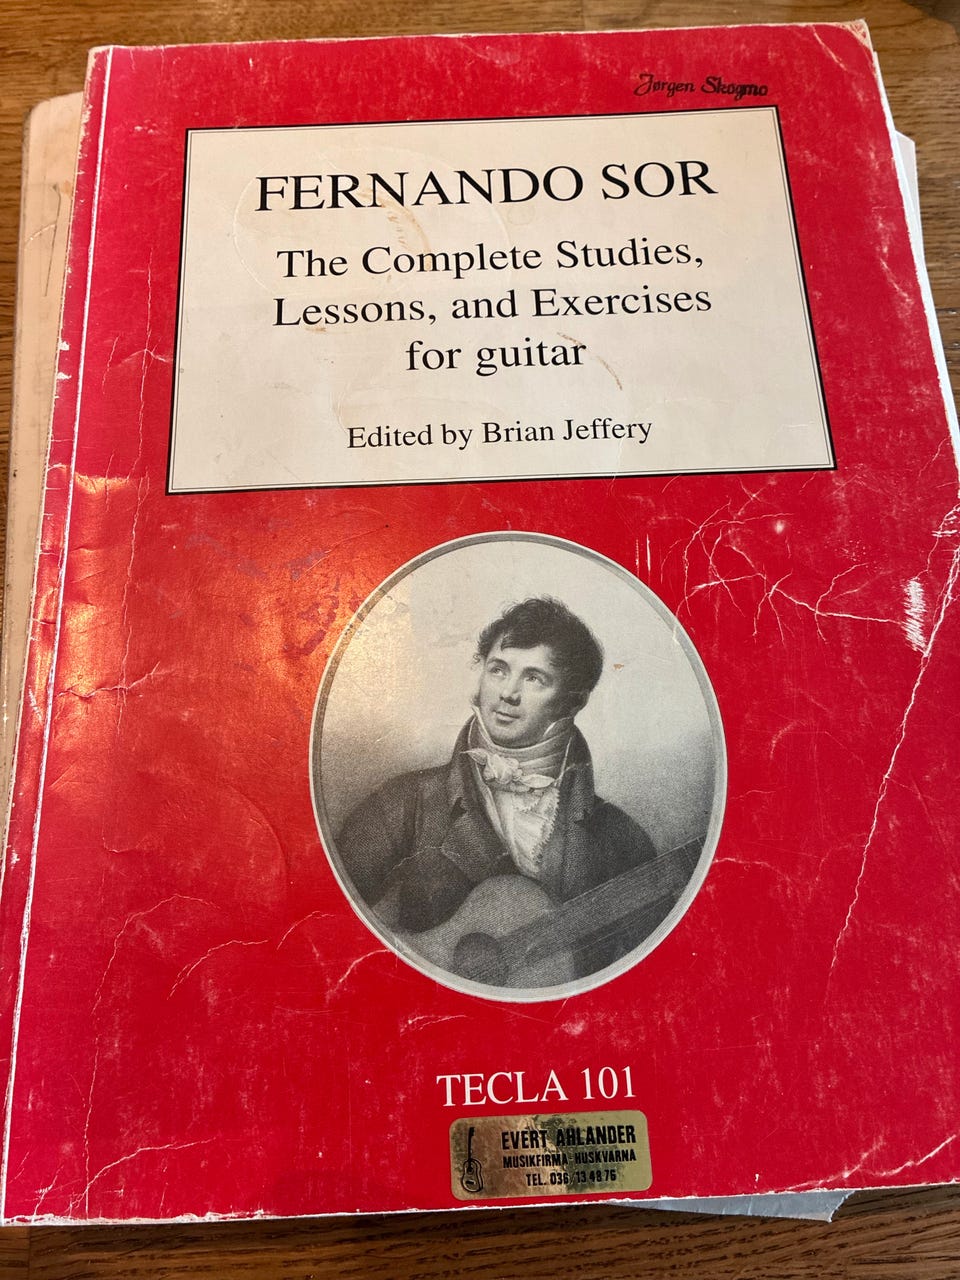 Jørgen Skogmo
FERNANDO SOR
The Complete Studies,
Lessons, and Exercises
for guitar
Edited by Brian Jeffery
TECLA 101
EVERT AHLANDER
MUSIKFIRMA-HUSKVARNA
TEL. 036/13 48 76